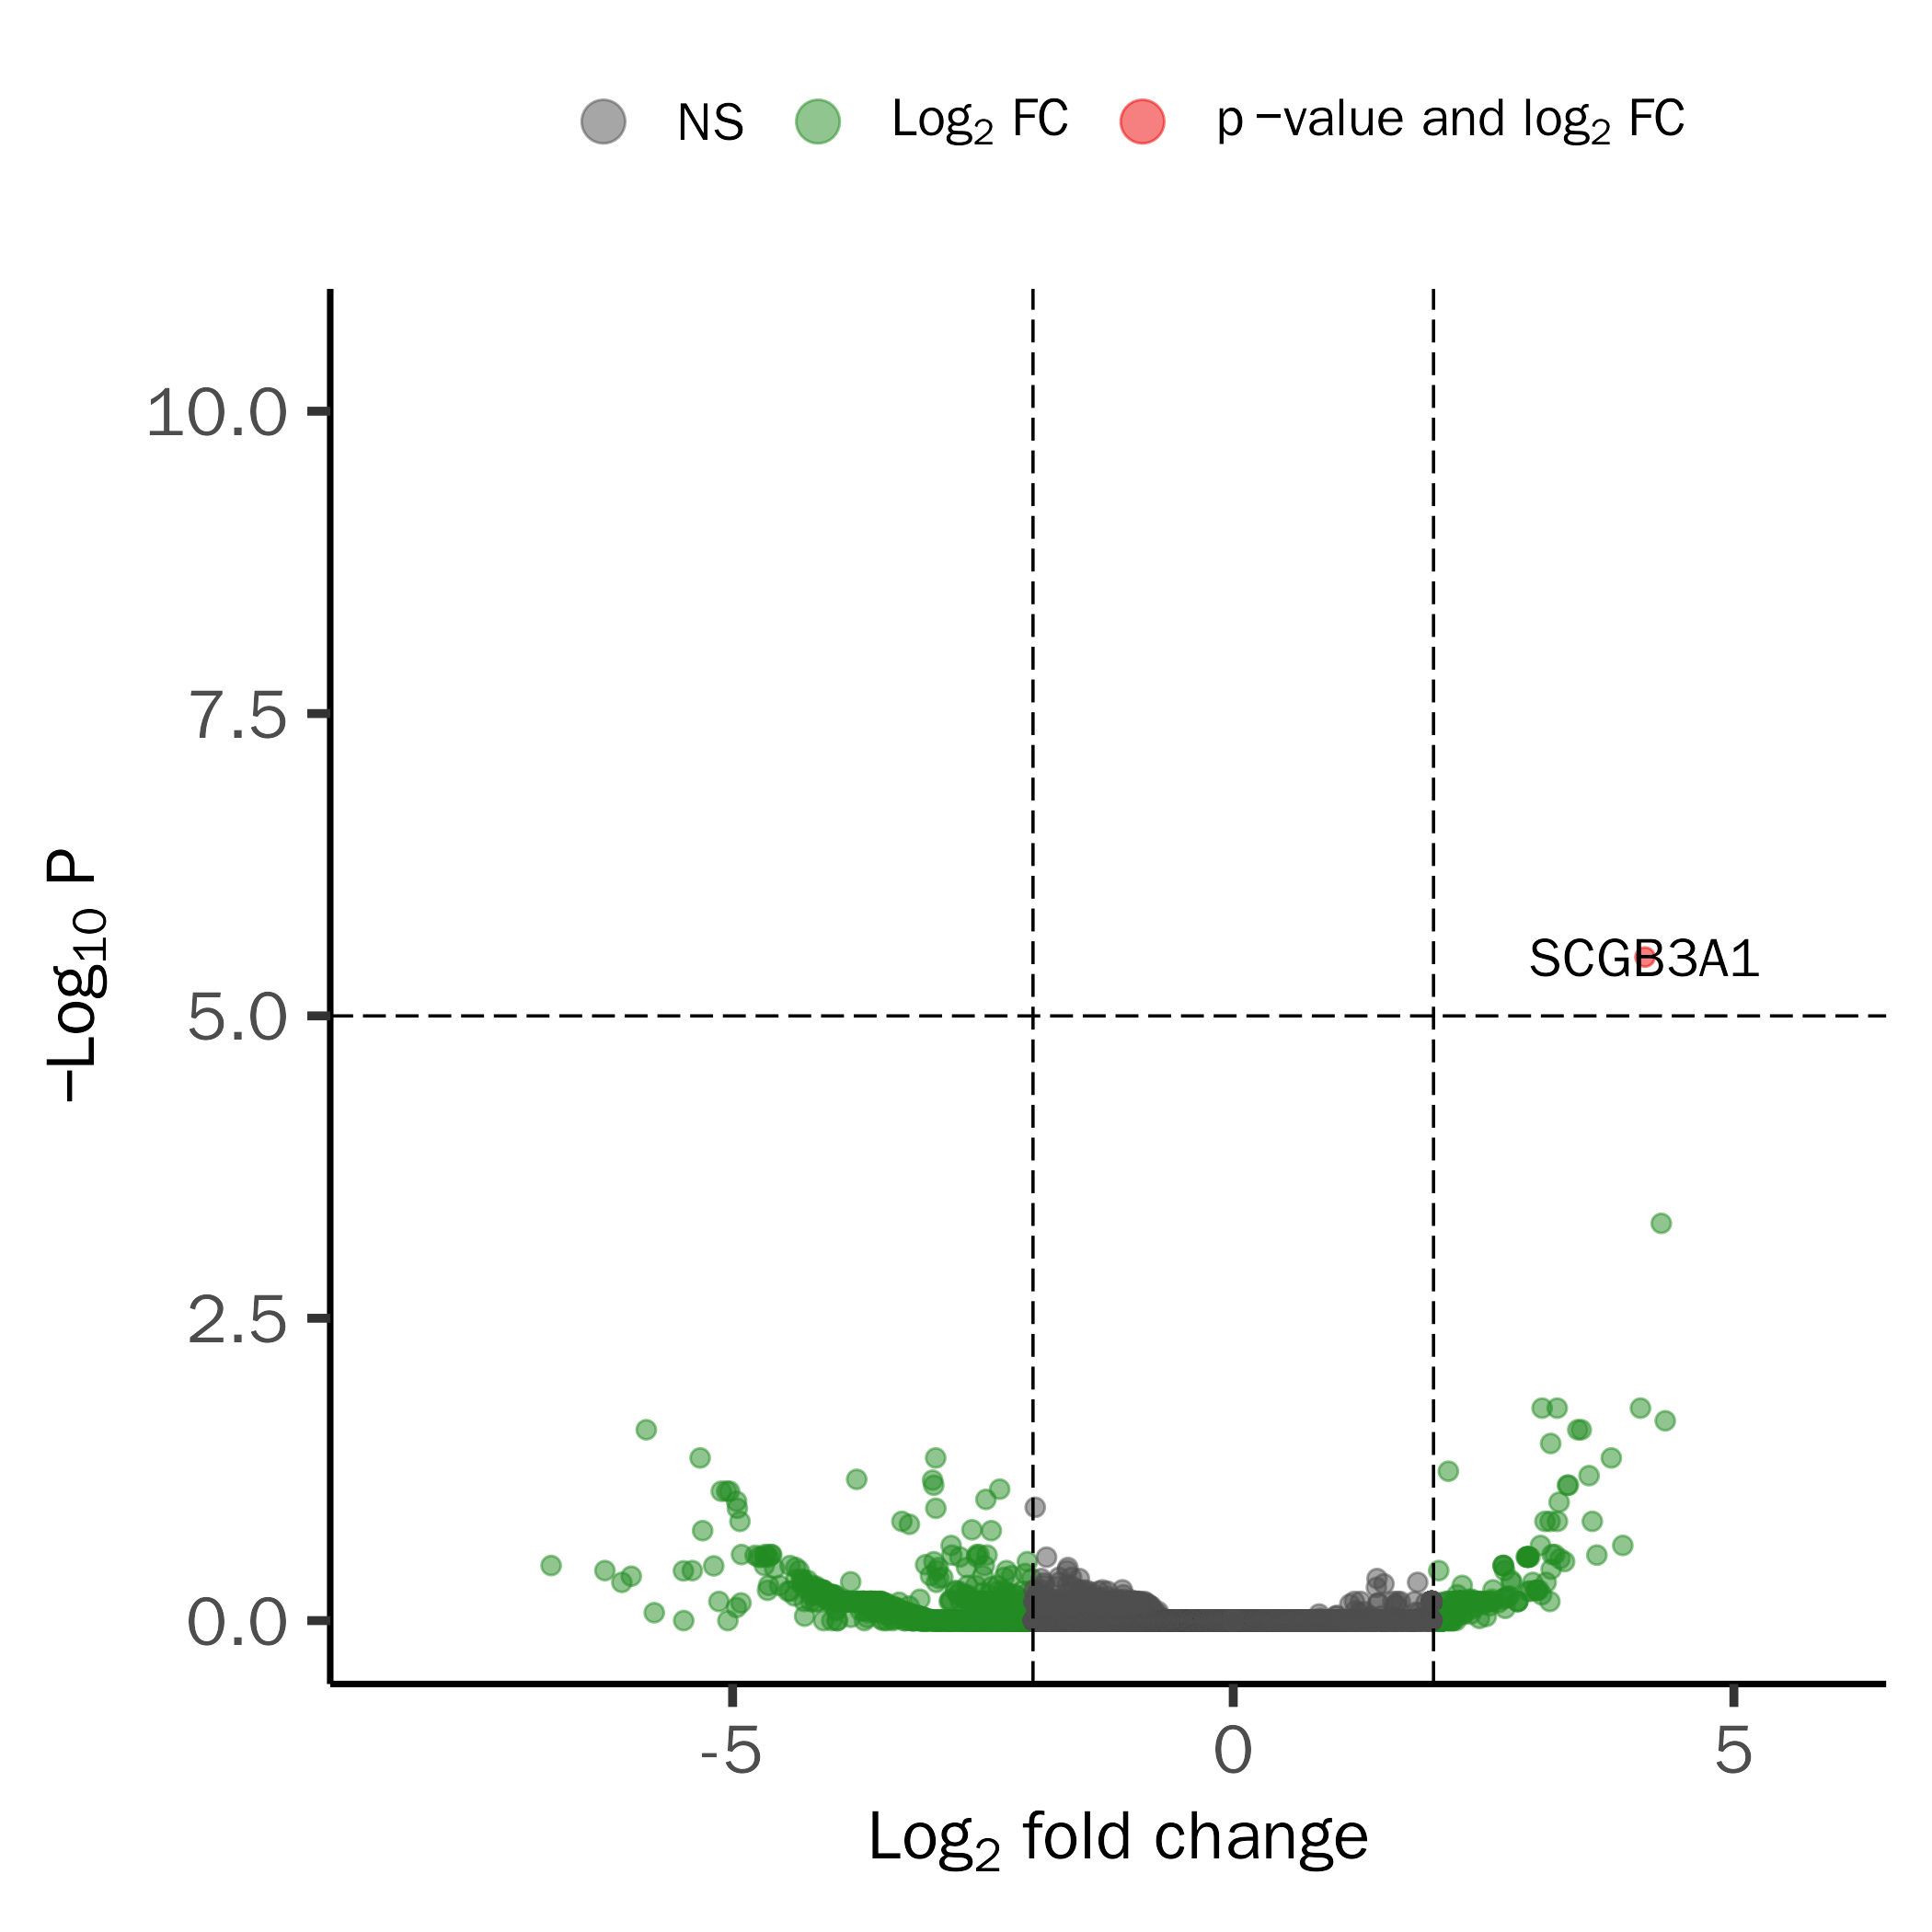 NS Log₂ FC p −value and log₂ FC
10.0
7.5
5.0
2.5
0.0
−Log₁₀ P
SCGB3A1
-5 0 5
Log₂ fold change